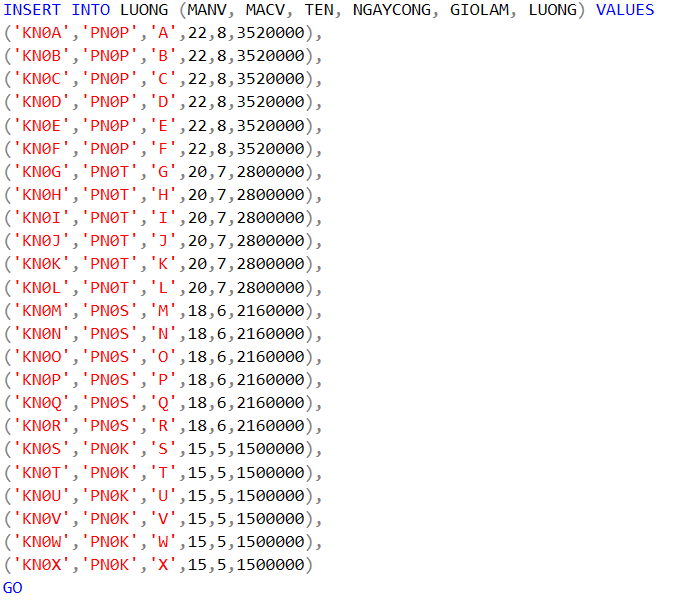 INSERT INTO LUONG (MANV, MACV, TEN, NGAYCONG, GIOLAM, LUONG) VALUES
('KN0A','PN0P','A',22,8,3520000),
('KN0B','PN0P','B',22,8,3520000),
('KN0C','PN0P','C',22,8,3520000),
('KN0D','PN0P','D',22,8,3520000),
('KN0E','PN0P','E',22,8,3520000),
('KN0F','PN0P','F',22,8,3520000),
('KN0G','PN0T','G',20,7,2800000),
('KN0H','PN0T','H',20,7,2800000),
('KN0I','PN0T','I',20,7,2800000),
('KN0J','PN0T','J',20,7,2800000),
('KN0K','PN0T','K',20,7,2800000),
('KN0L','PN0T','L',20,7,2800000),
('KN0M','PN0S','M',18,6,2160000),
('KN0N','PN0S','N',18,6,2160000),
('KN0O','PN0S','O',18,6,2160000),
('KN0P','PN0S','P',18,6,2160000),
('KN0Q','PN0S','Q',18,6,2160000),
('KN0R','PN0S','R',18,6,2160000),
('KN0S','PN0K','S',15,5,1500000),
('KN0T','PN0K','T',15,5,1500000),
('KN0U','PN0K','U',15,5,1500000),
('KN0V','PN0K','V',15,5,1500000),
('KN0W','PN0K','W',15,5,1500000),
('KN0X','PN0K','X',15,5,1500000)
GO